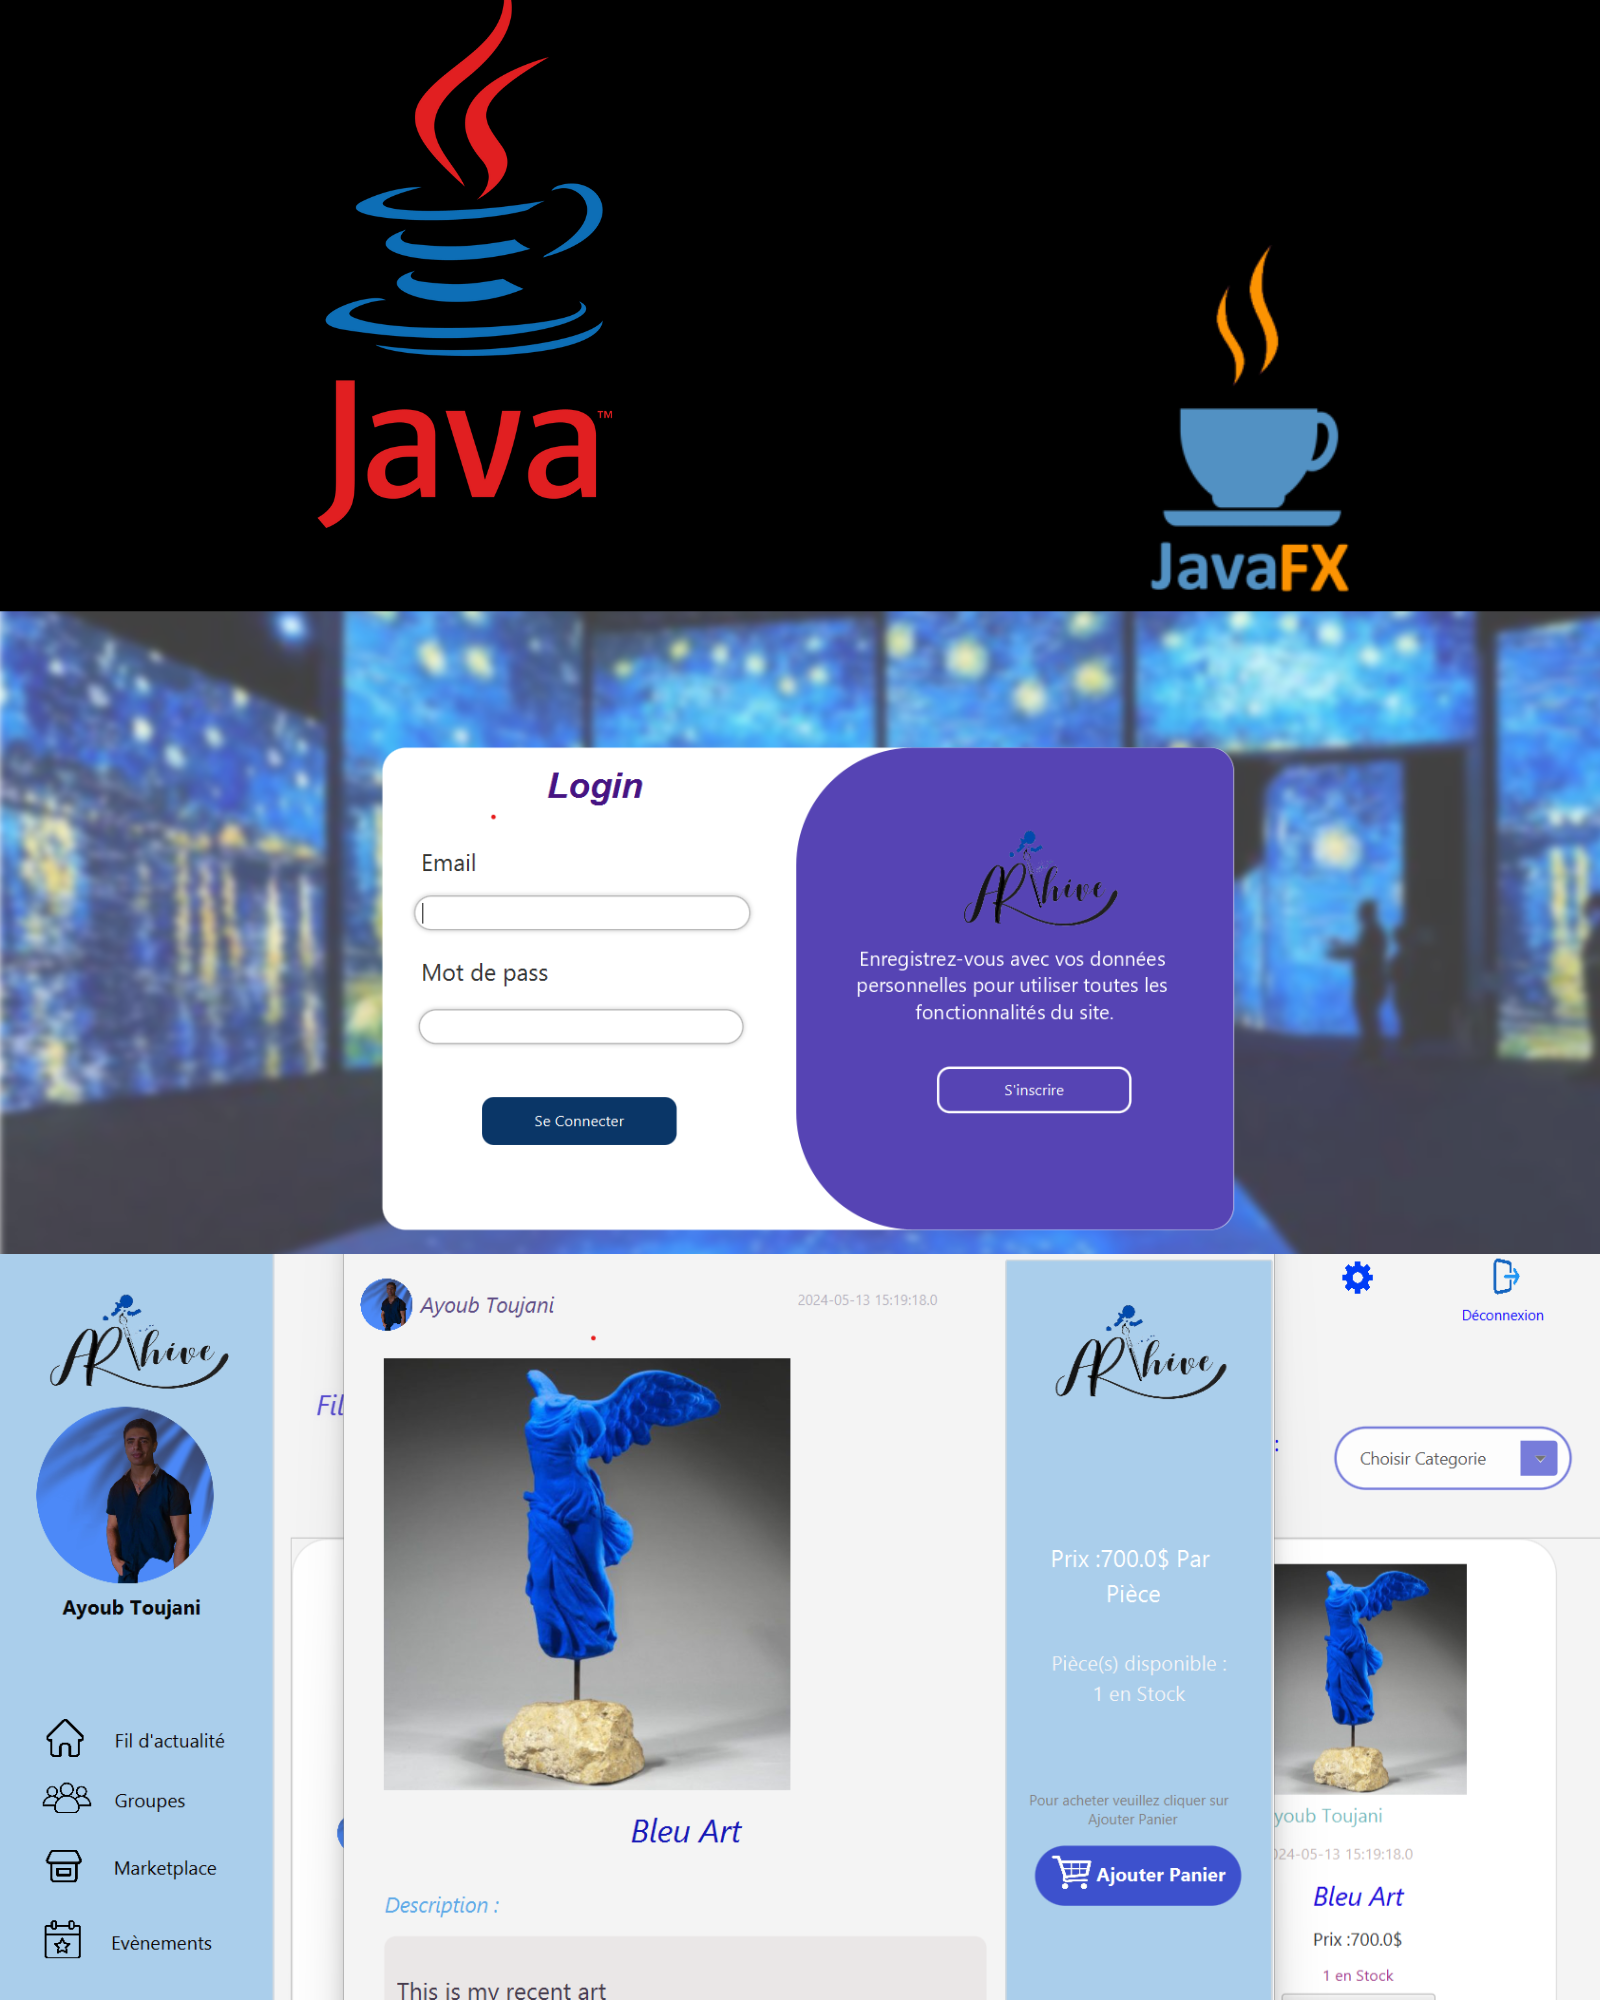 Java™
JavaFX
Login
Email
Mot de pass
Se Connecter
ARThive
Enregistrez-vous avec vos données
personnelles pour utiliser toutes les
fonctionnalités du site.
S'inscrire
ARThive
Ayoub Toujani
Fil d'actualité
Groupes
Marketplace
Evènements
Fil
Ayoub Toujani
2024-05-13 15:19:18.0
Bleu Art
Description :
This is my recent art
ARThive
Prix :700.0$ Par
Pièce
Pièce(s) disponible :
1 en Stock
Pour acheter veuillez cliquer sur
Ajouter Panier
Ajouter Panier
Déconnexion
:
Choisir Categorie
youb Toujani
24-05-13 15:19:18.0
Bleu Art
Prix :700.0$
1 en Stock